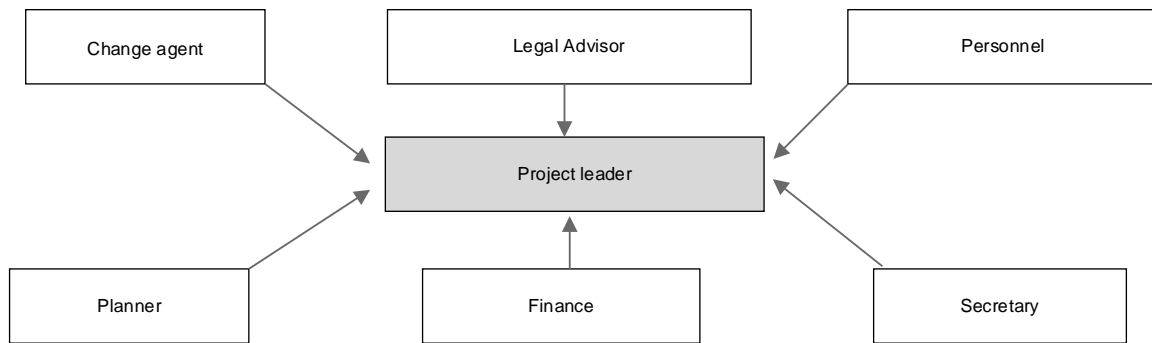 Change agent
Legal Advisor
Personnel
Project leader
Planner
Finance
Secretary